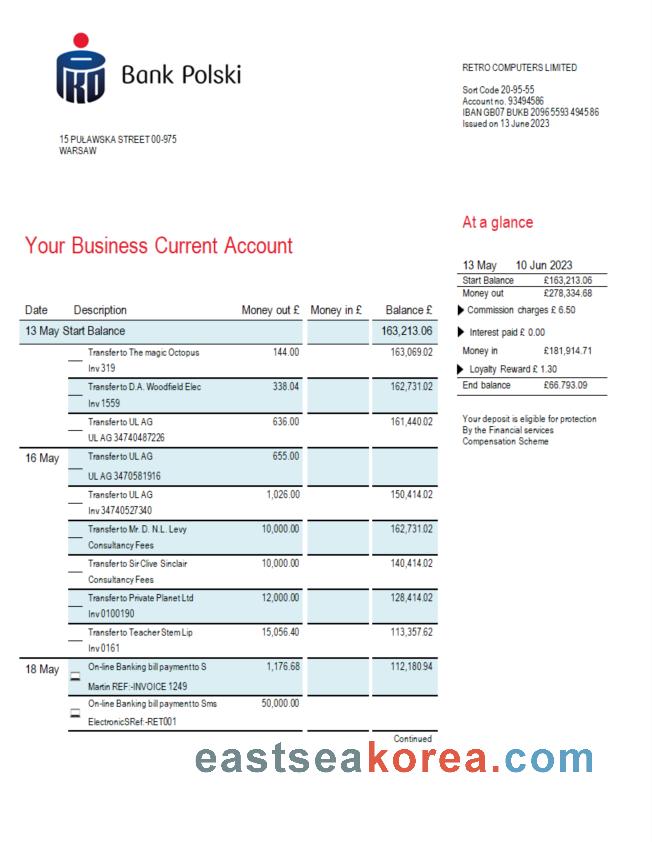 PKO Bank Polski
RETRO COMPUTERS LIMITED
Sort Code 20-95-55
Account no. 93494586
IBAN GB07 BUKB 2096 5593 4945 86
Issued on 13 June 2023
15 PUŁAWSKA STREET 00-975
WARSAW
At a glance
Your Business Current Account
13 May 10 Jun 2023
Start Balance £163,213.06
Money out £278,334.68
Commission charges £ 6.50
Interest paid £ 0.00
Money in £181,914.71
Loyalty Reward £ 1.30
End balance £66.793.09
Your deposit is eligible for protection
By the Financial services
Compensation Scheme
Date Description Money out £ Money in £ Balance £
13 May Start Balance 163,213.06
Transfer to The magic Octopus 144.00 163,069.02
Inv 319
Transfer to D.A. Woodfield Elec 338.04 162,731.02
Inv 1559
Transfer to UL AG 636.00 161,440.02
UL AG 34740487226
16 May Transfer to UL AG 655.00
UL AG 3470581916
Transfer to UL AG 1,026.00 150,414.02
Inv 34740527340
Transfer to Mr. D. N.L. Levy 10,000.00 162,731.02
Consultancy Fees
Transfer to Sir Clive Sinclair 10,000.00 140,414.02
Consultancy Fees
Transfer to Private Planet Ltd 12,000.00 128,414.02
Inv 0100190
Transfer to Teacher Stem Lip 15,056.40 113,357.62
Inv 0161
18 May On-line Banking bill payment to S 1,176.68 112,180.94
Martin REF:-INVOICE 1249
On-line Banking bill payment to Sms 50,000.00
Electronic SRef:-RET001
Continued
eastseakorea.com